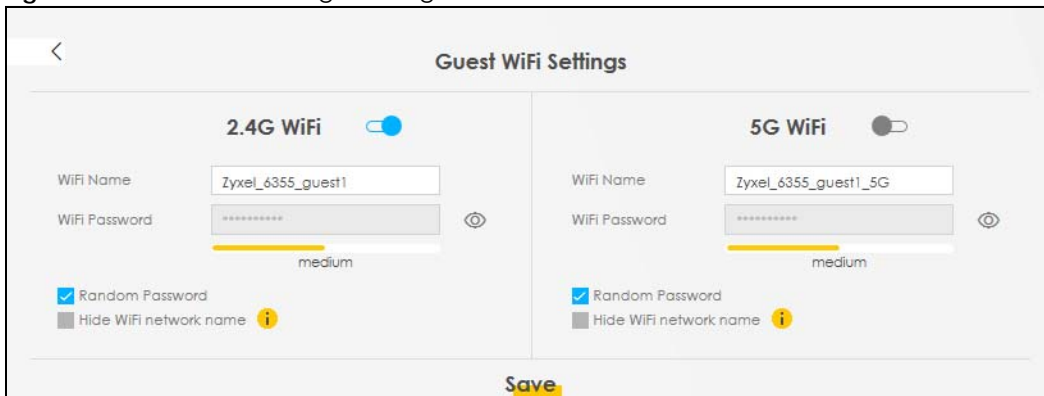 Guest WiFi Settings
2.4G WiFi
WiFi Name
Zyxel_6355_guest1
WiFi Password
**********
medium
Random Password
Hide WiFi network name
5G WiFi
WiFi Name
Zyxel_6355_guest1_5G
WiFi Password
**********
medium
Random Password
Hide WiFi network name
Save